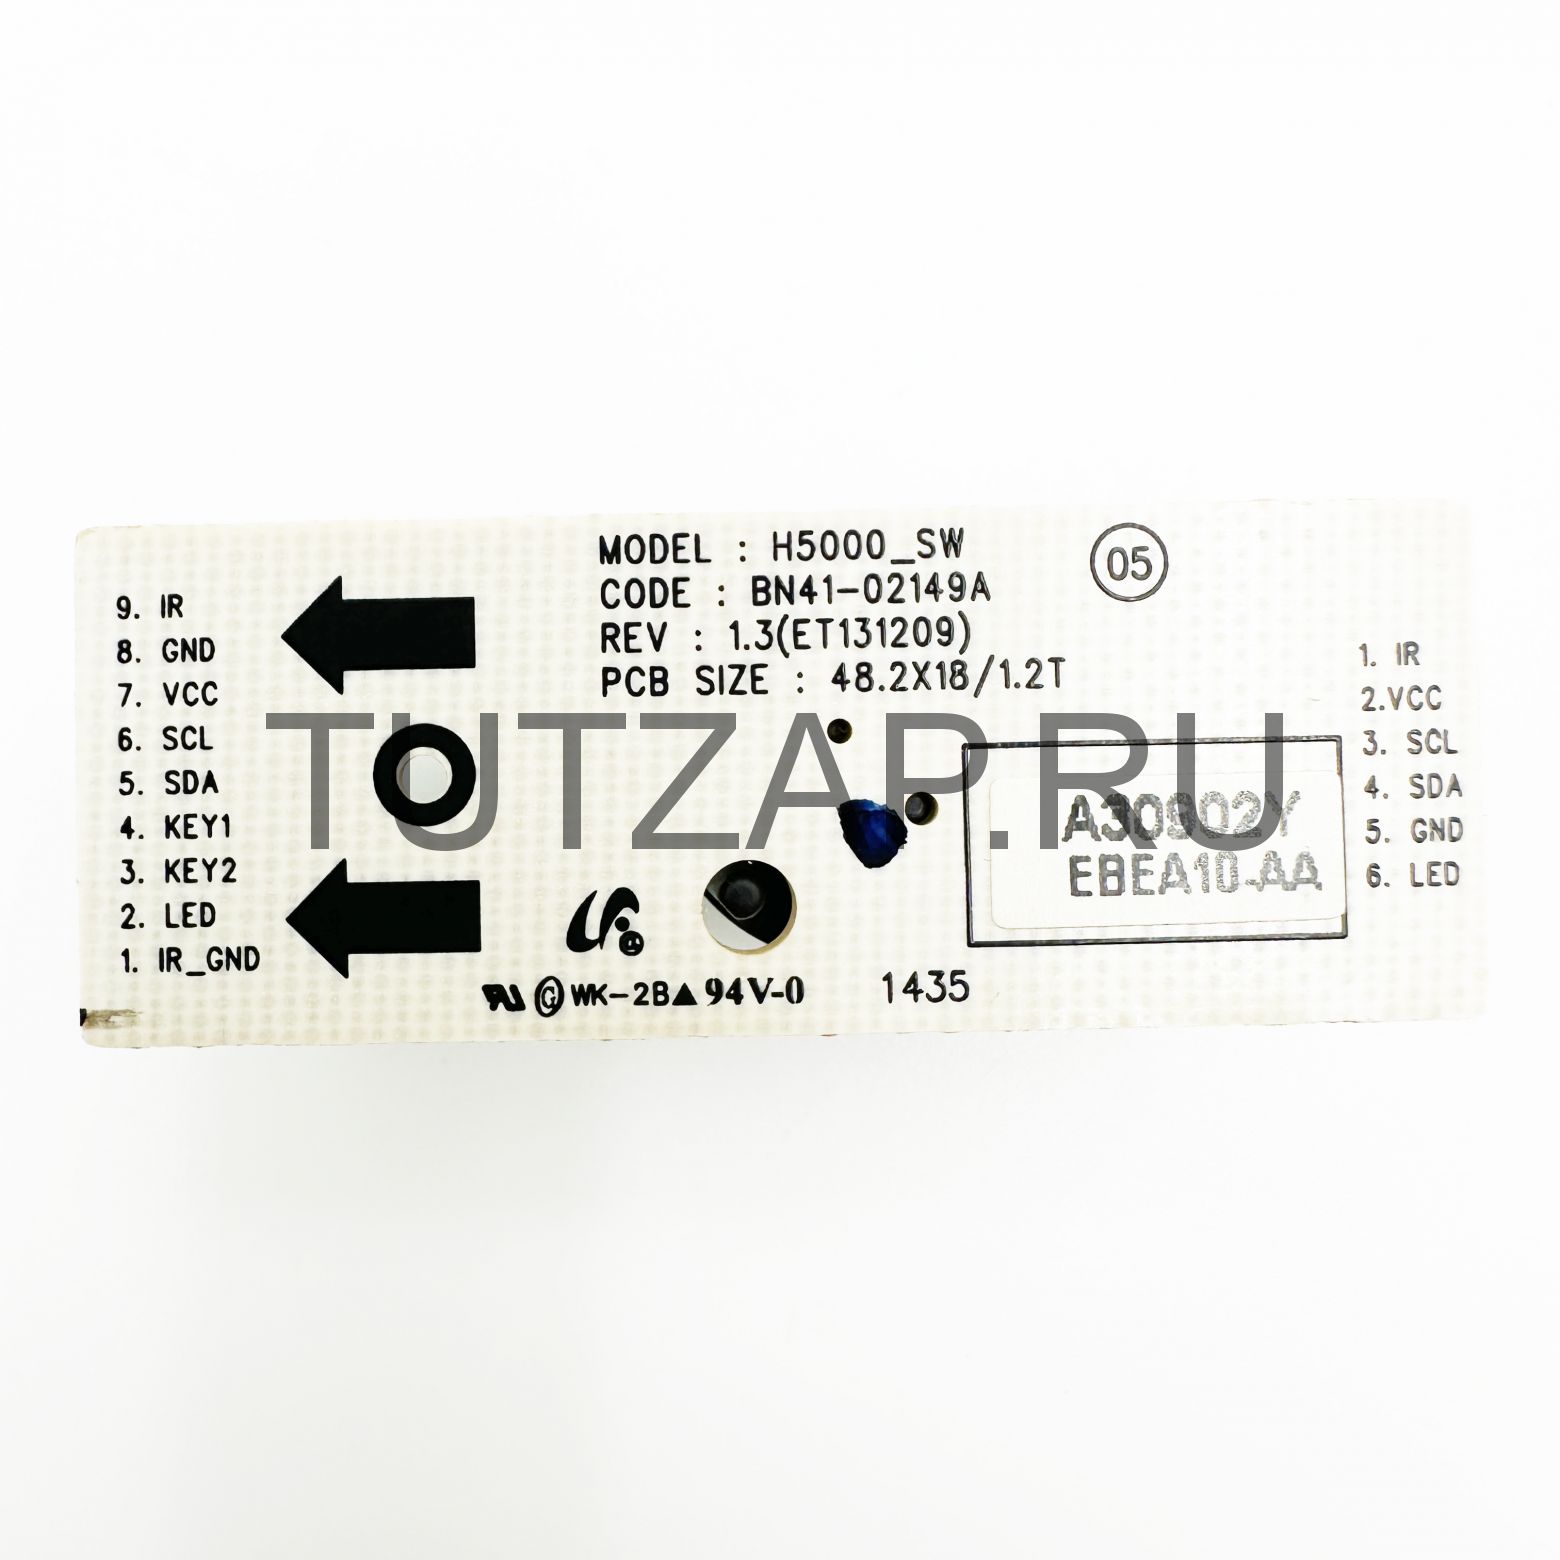 MODEL : H5000_SW
CODE : BN41-02149A
REV : 1.3(ET131209)
PCB SIZE : 48.2X18/1.2T
05
9. IR
8. GND
7. VCC
6. SCL
5. SDA
4. KEY1
3. KEY2
2. LED
1. IR_GND
1. IR
2.VCC
3. SCL
4. SDA
5. GND
6. LED
TUTZAP.RU
A30902Y
EBEA10-AA
WK-2B▲94V-0
1435